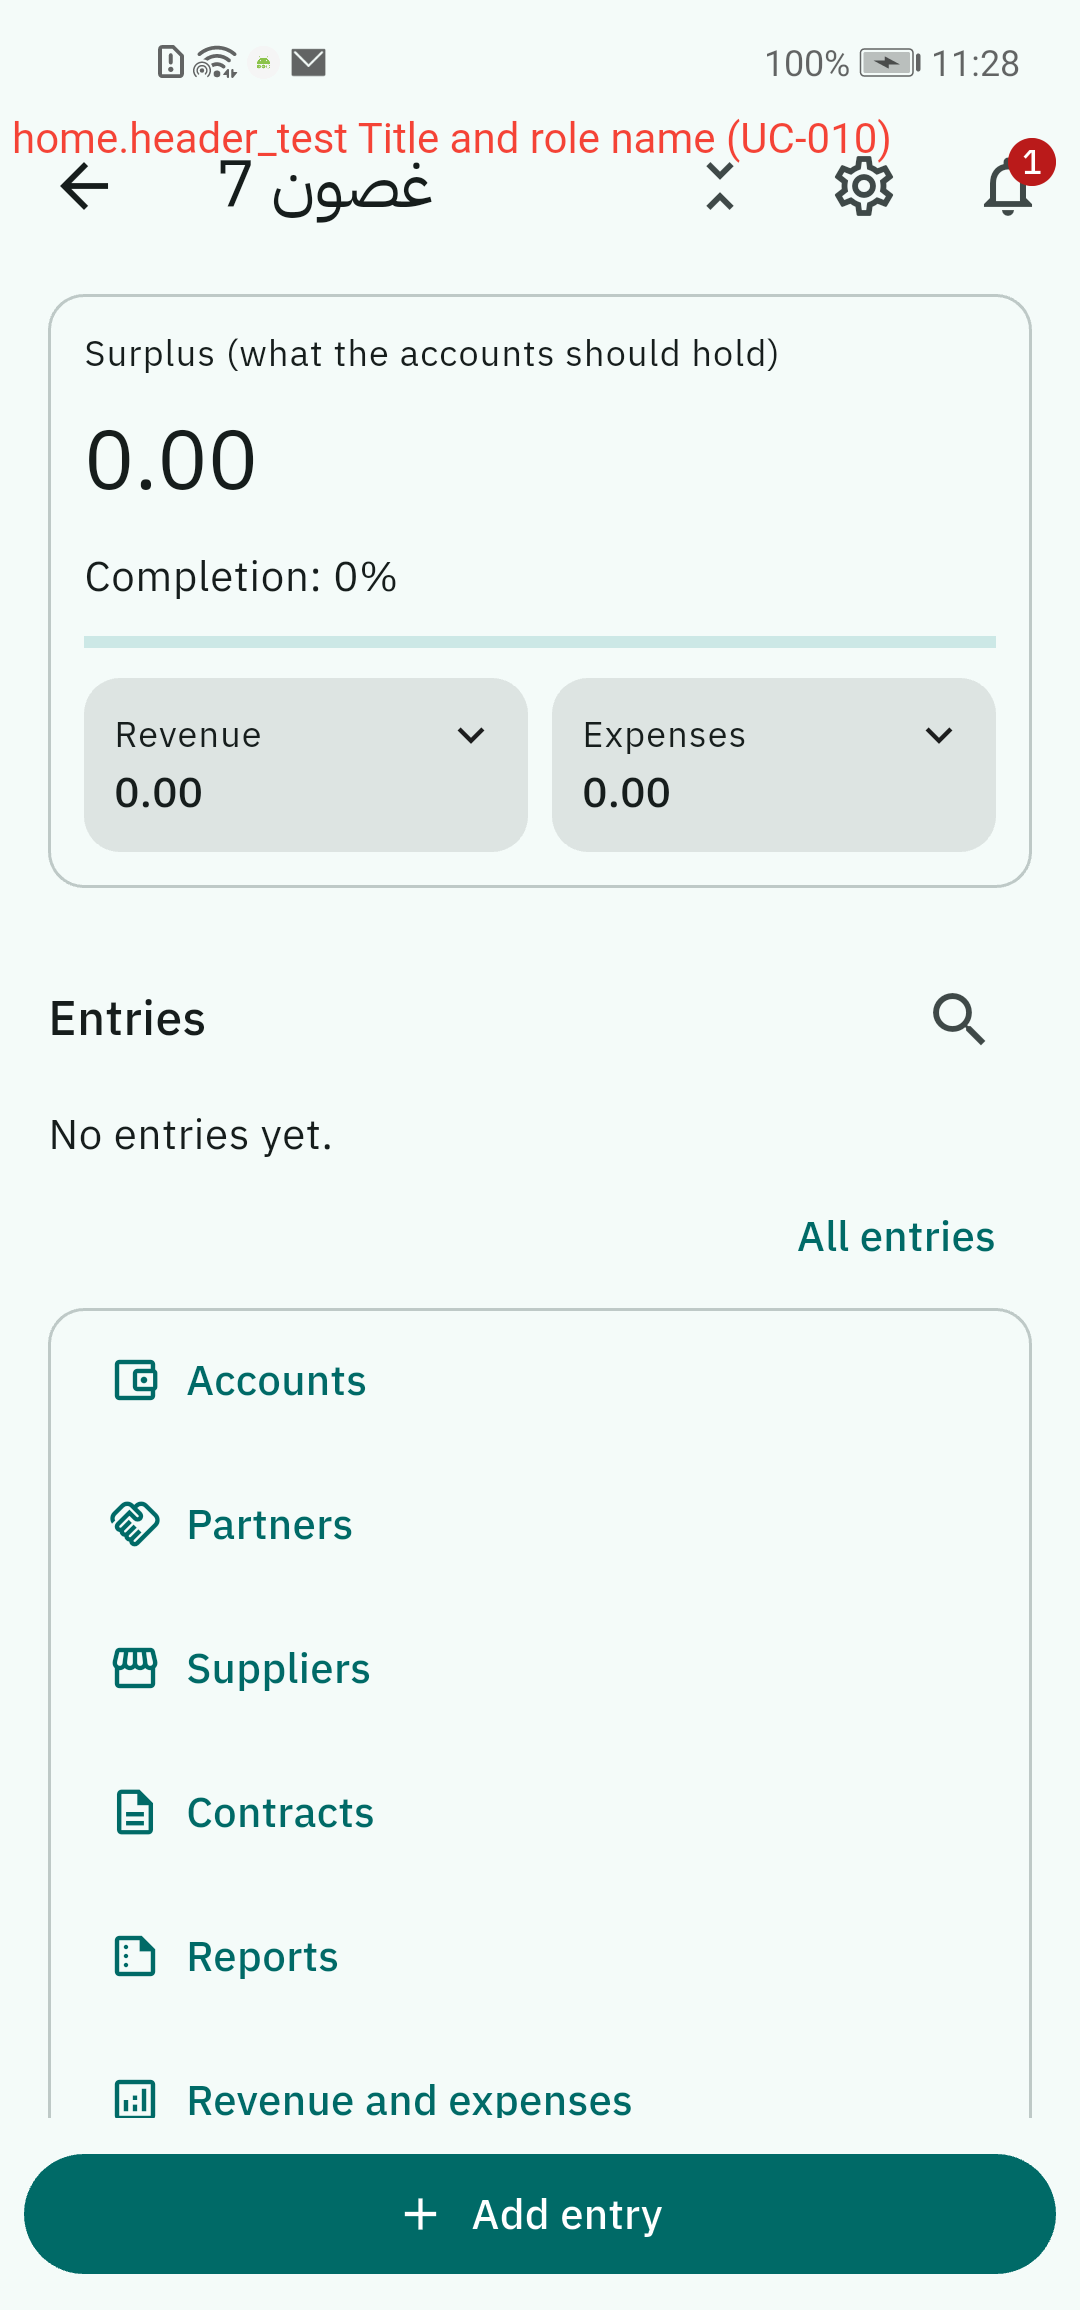 100% 11:28
home.header_test Title and role name (UC-010)
غصون 7
1
Surplus (what the accounts should hold)
0.00
Completion: 0%
Revenue
0.00
Expenses
0.00
Entries
No entries yet.
All entries
Accounts
Partners
Suppliers
Contracts
Reports
Revenue and expenses
Add entry